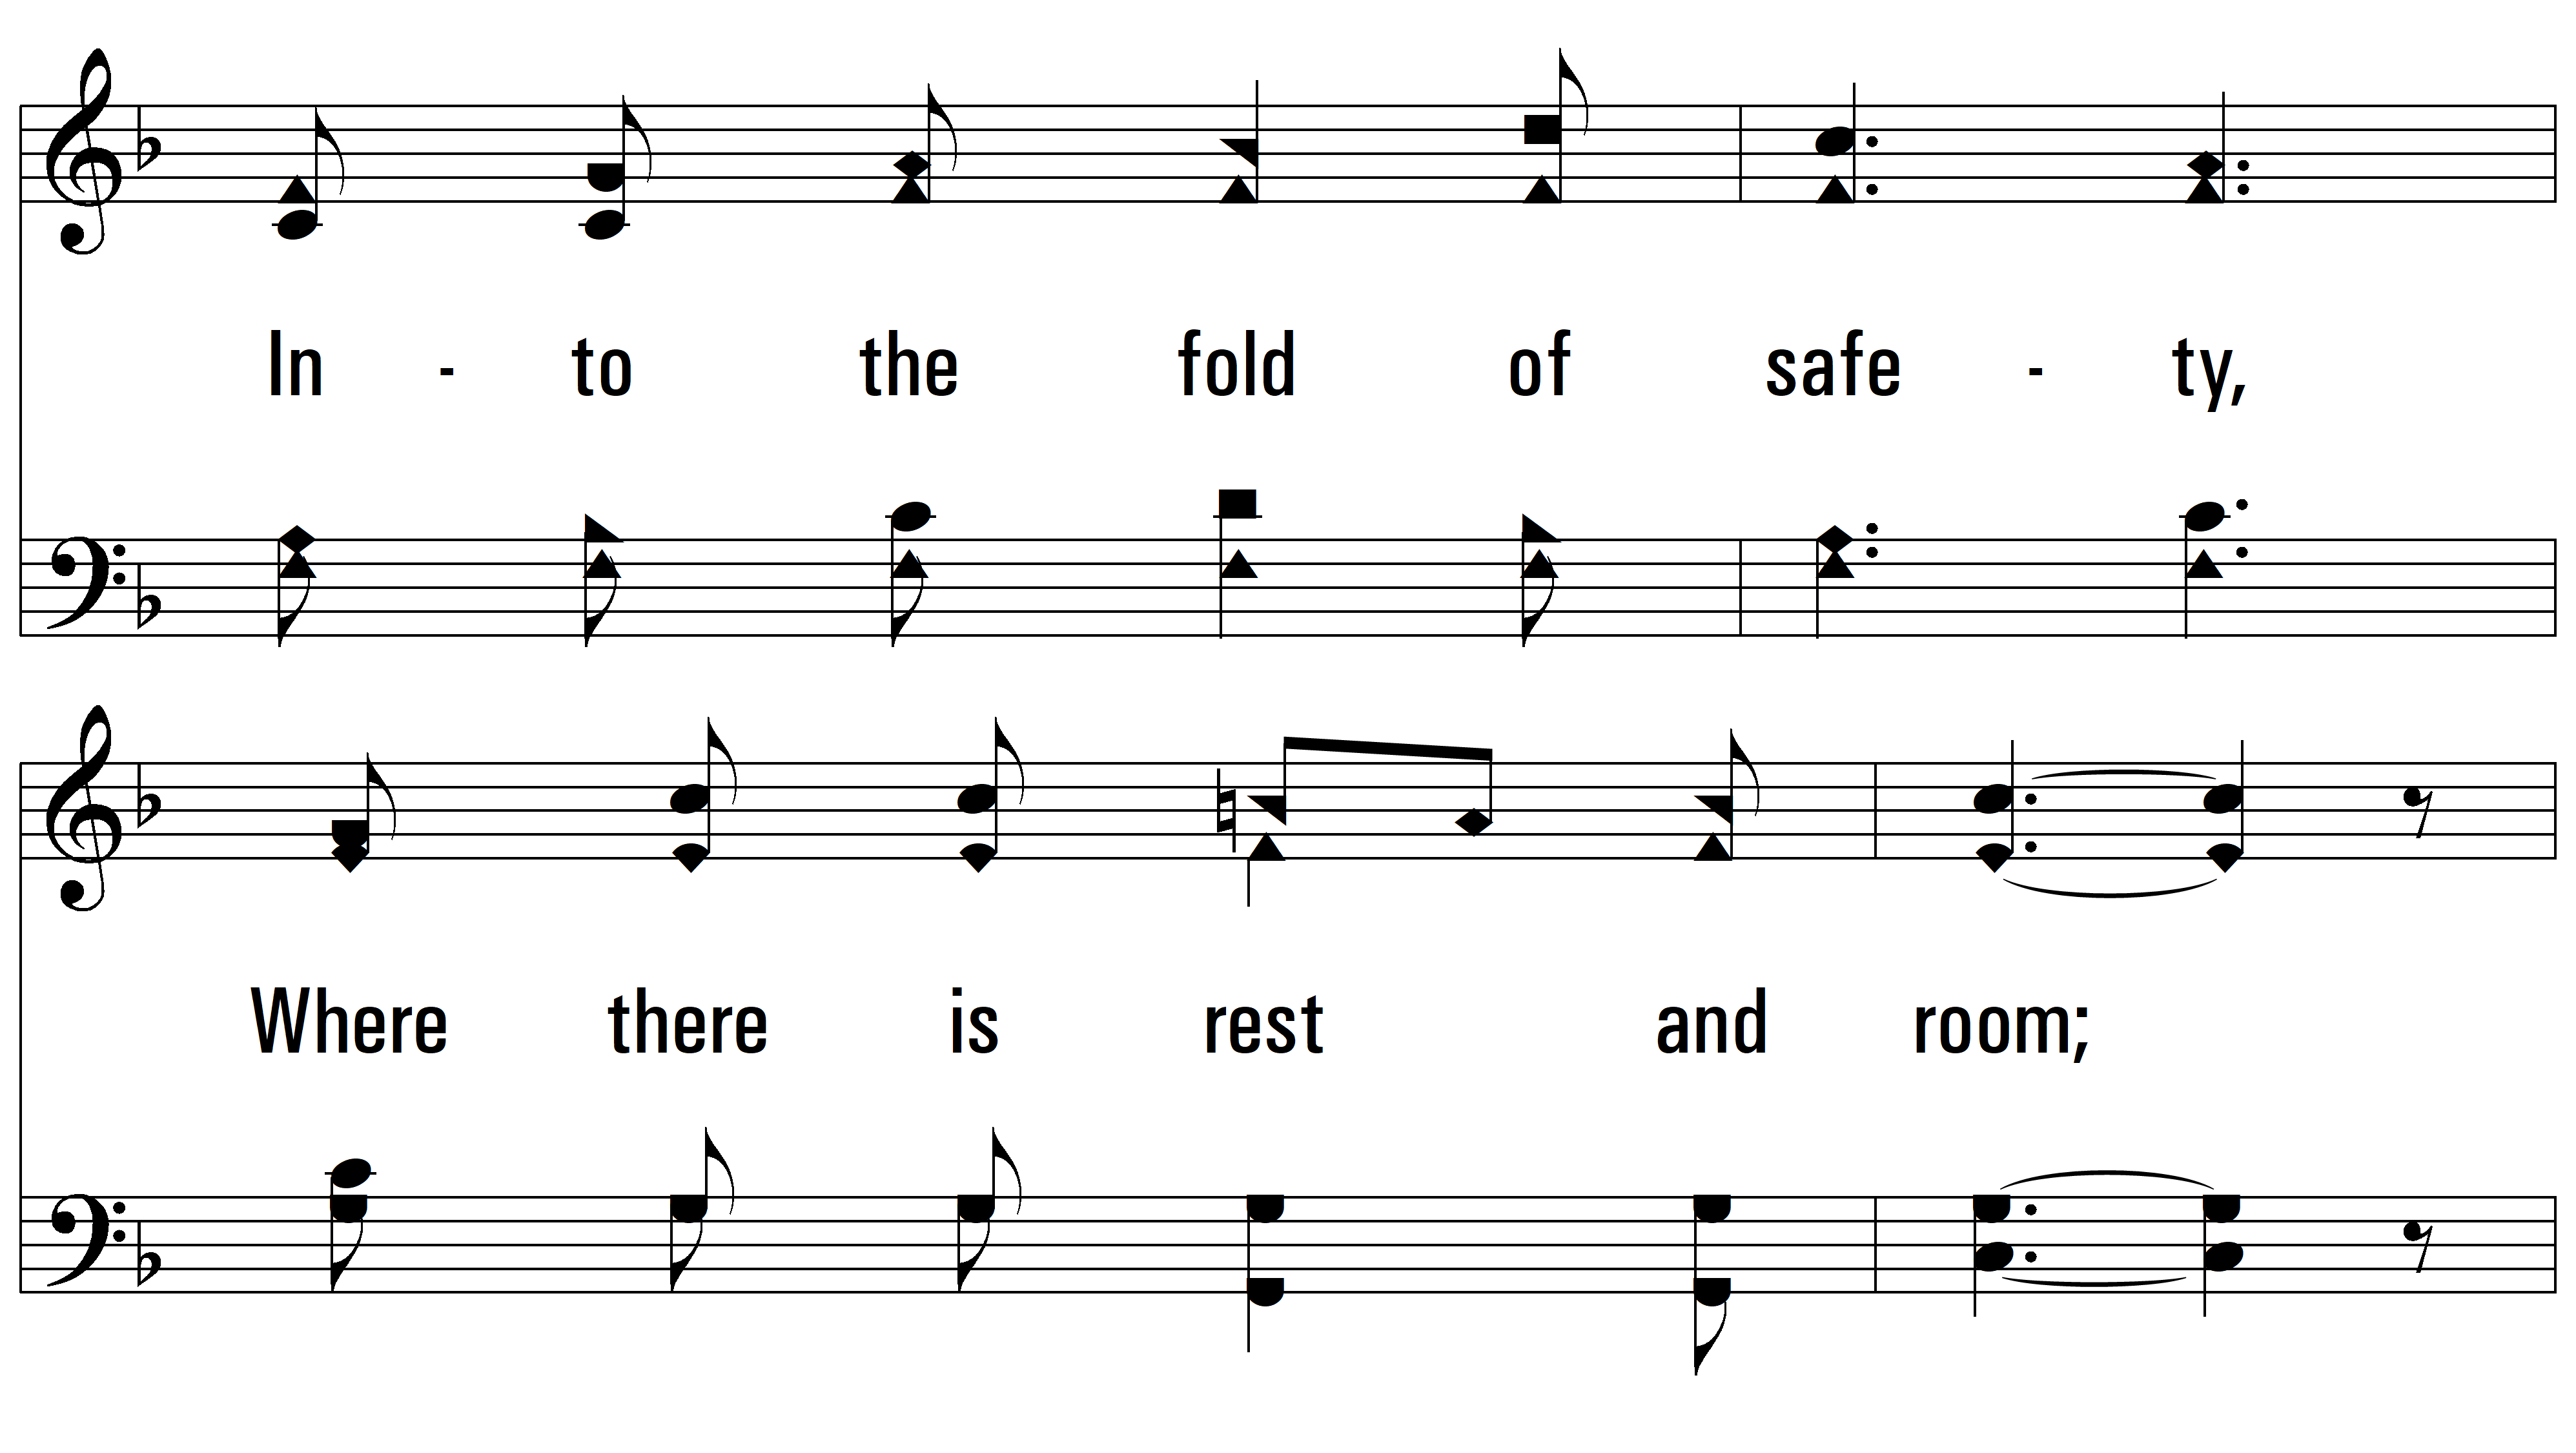 In - to the fold of safe - ty,
Where there is rest and room;